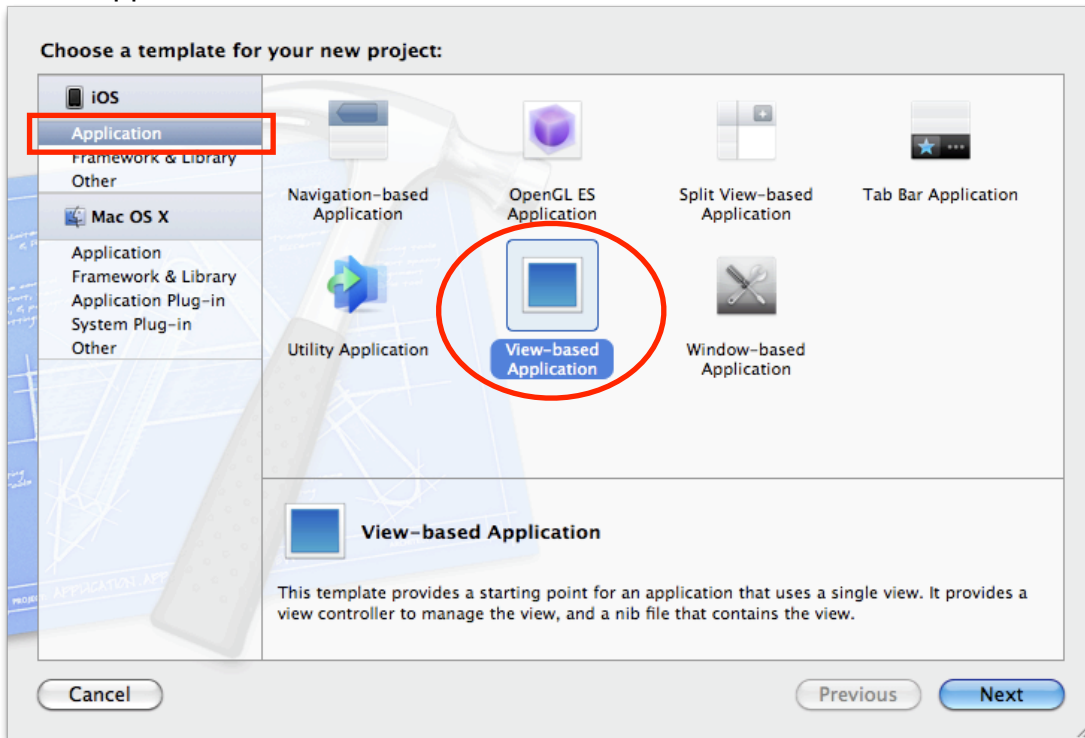 Choose a template for your new project:
iOS
Application
Framework & Library
Other
Mac OS X
Application
Framework & Library
Application Plug-in
System Plug-in
Other
Navigation-based
Application
OpenGL ES
Application
Split View-based
Application
Tab Bar Application
Utility Application
View-based
Application
Window-based
Application
View-based Application
This template provides a starting point for an application that uses a single view. It provides a
view controller to manage the view, and a nib file that contains the view.
Cancel
Previous
Next